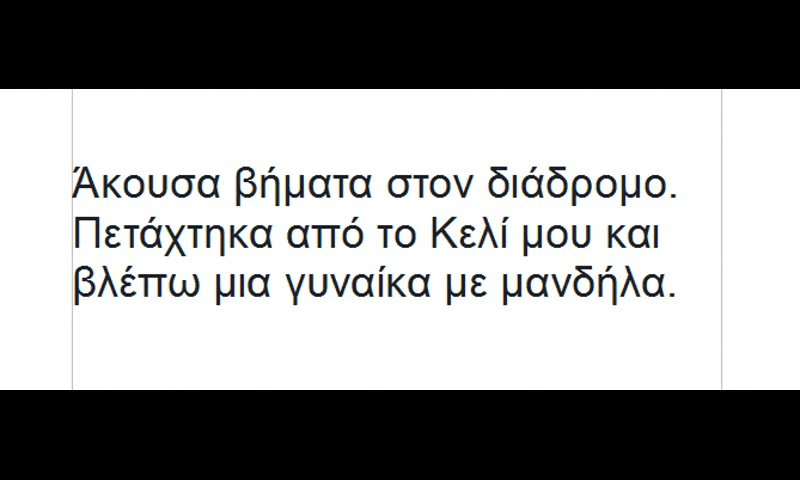 Άκουσα βήματα στον διάδρομο.
Πετάχτηκα από το Κελί μου και
βλέπω μια γυναίκα με μανδήλα.